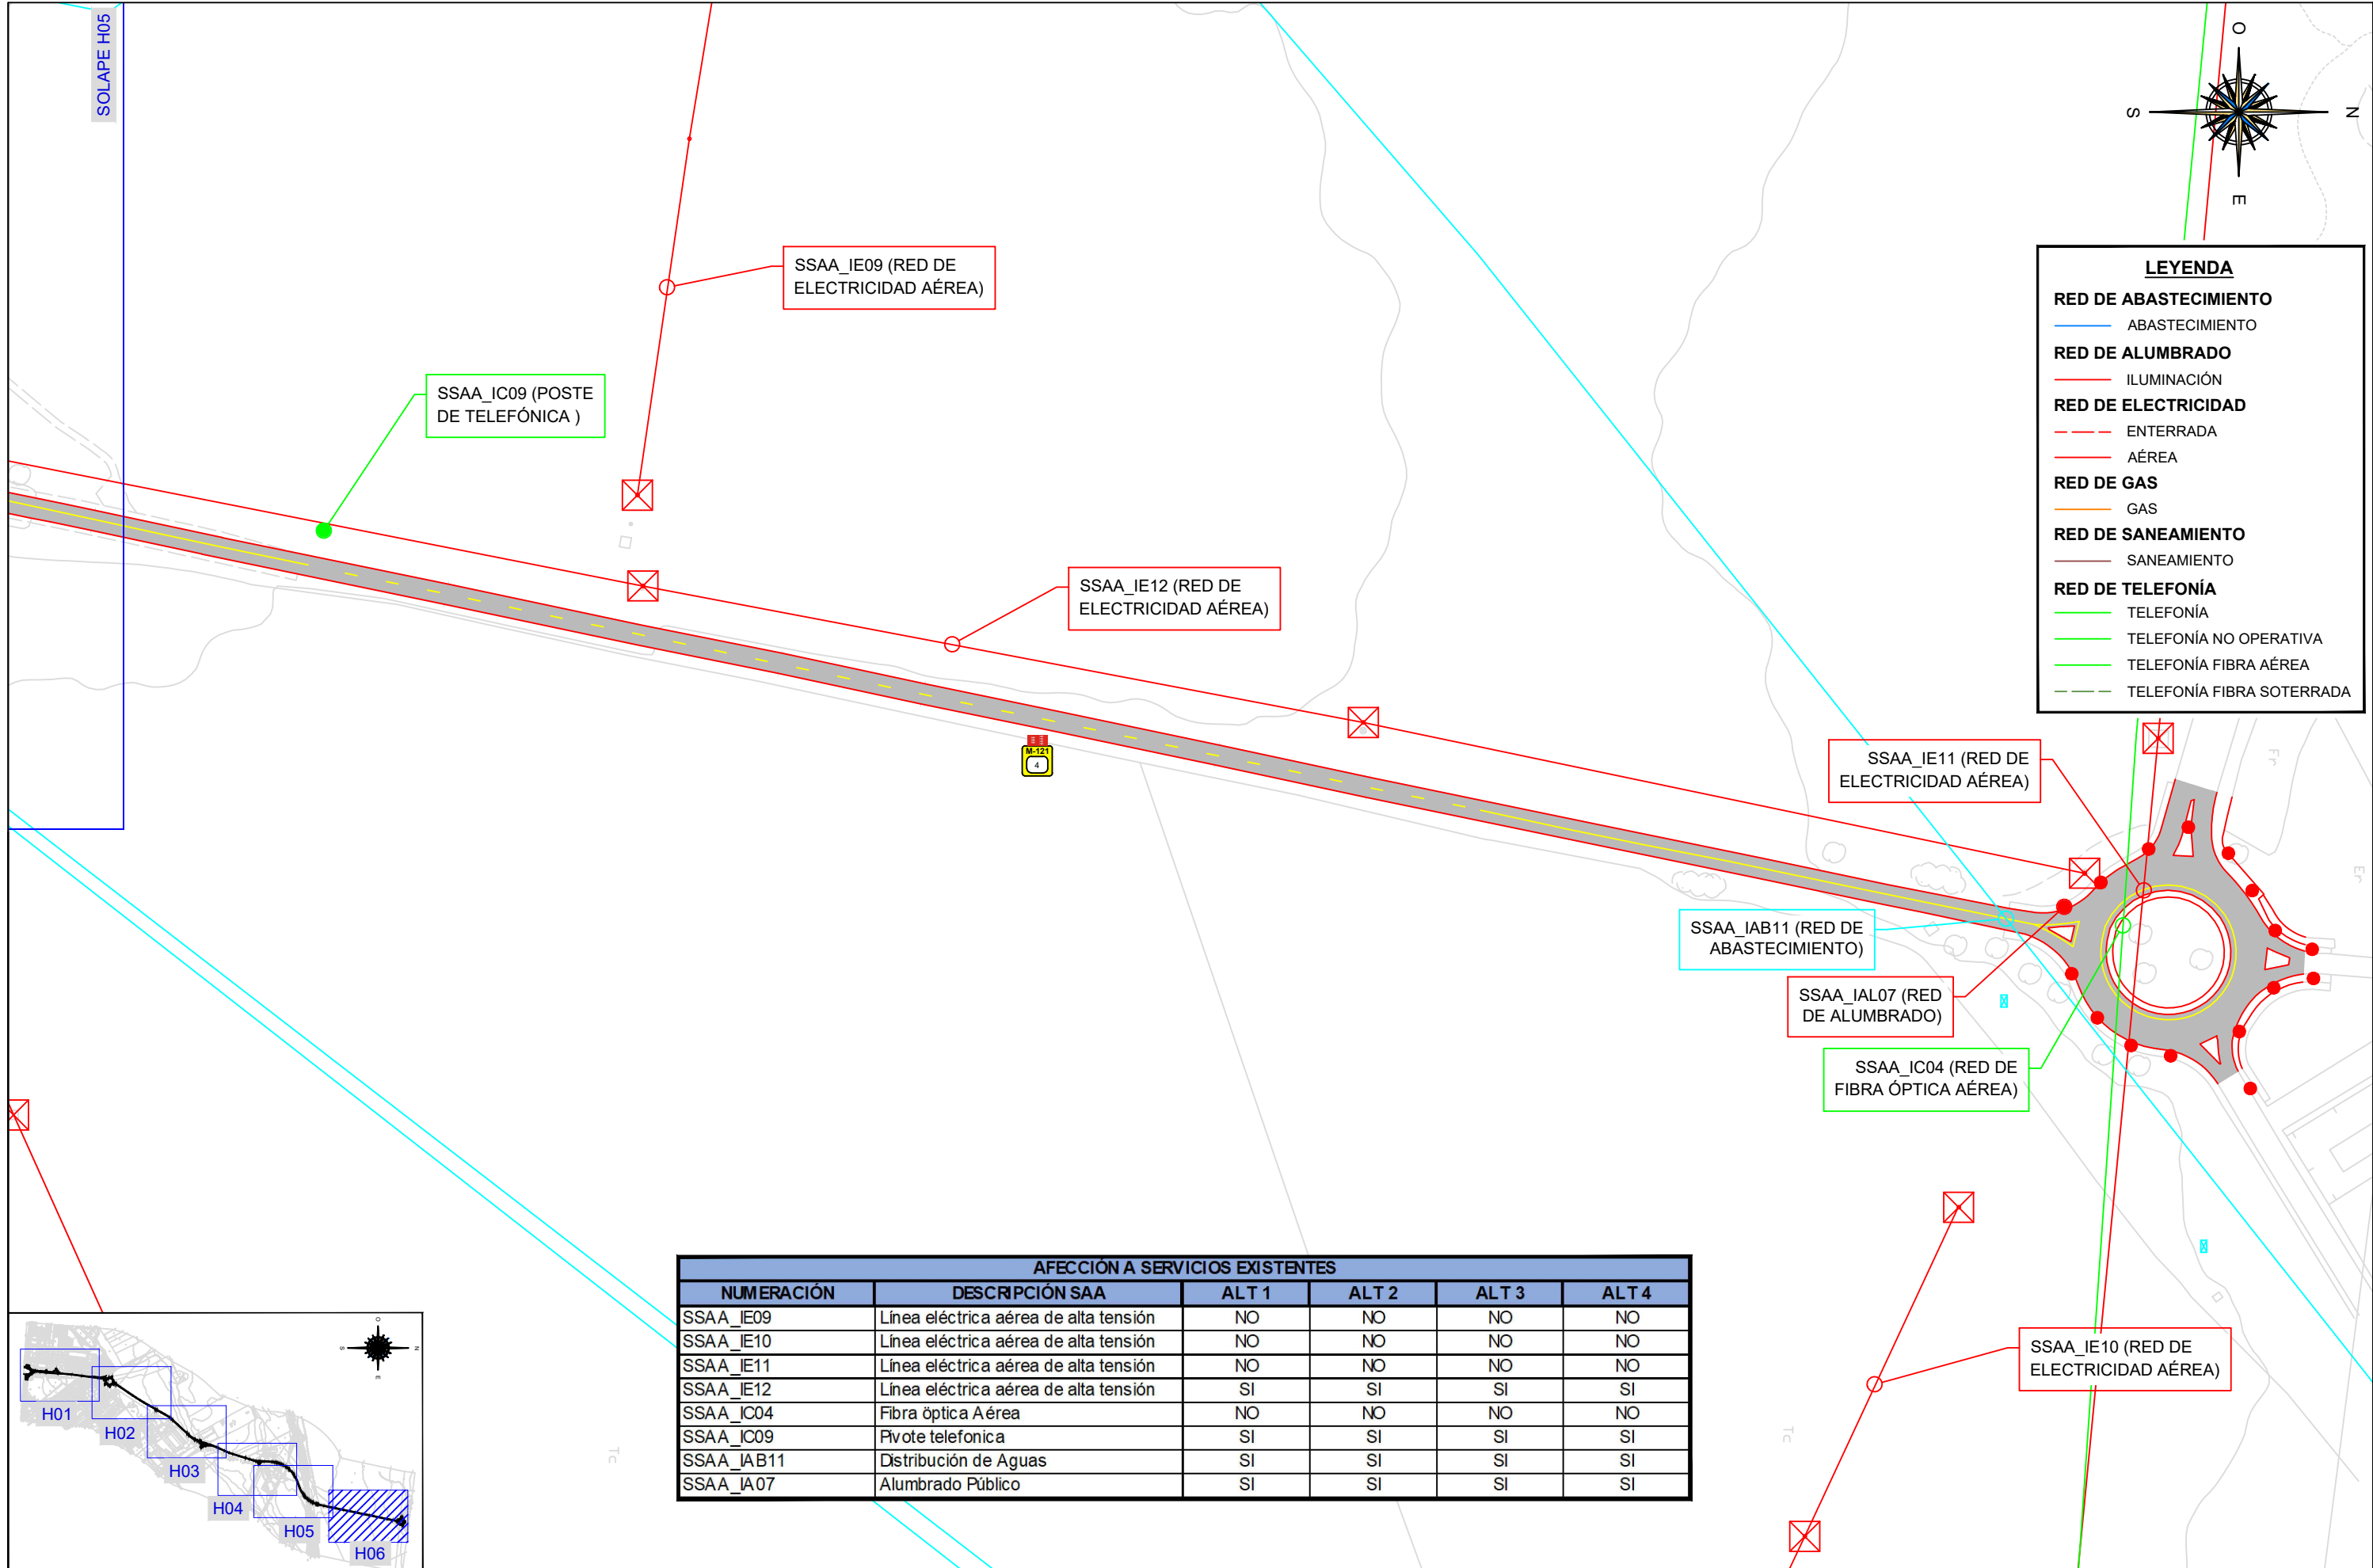 SOLAPE H05
O
S
N
E
SSAA_IE09 (RED DE
ELECTRICIDAD AÉREA)
SSAA_IC09 (POSTE
DE TELEFÓNICA )
SSAA_IE12 (RED DE
ELECTRICIDAD AÉREA)
M-121
4
LEYENDA
RED DE ABASTECIMIENTO
ABASTECIMIENTO
RED DE ALUMBRADO
ILUMINACIÓN
RED DE ELECTRICIDAD
ENTERRADA
AÉREA
RED DE GAS
GAS
RED DE SANEAMIENTO
SANEAMIENTO
RED DE TELEFONÍA
TELEFONÍA
TELEFONÍA NO OPERATIVA
TELEFONÍA FIBRA AÉREA
TELEFONÍA FIBRA SOTERRADA
SSAA_IE11 (RED DE
ELECTRICIDAD AÉREA)
Fr
Er
SSAA_IAB11 (RED DE
ABASTECIMIENTO)
SSAA_IAL07 (RED
DE ALUMBRADO)
SSAA_IC04 (RED DE
FIBRA ÓPTICA AÉREA)
SSAA_IE10 (RED DE
ELECTRICIDAD AÉREA)
Tc
Tc
AFECCIÓN A SERVICIOS EXISTENTES
NUMERACIÓN DESCRIPCIÓN SAA ALT 1 ALT 2 ALT 3 ALT 4
SSAA_IE09 Línea eléctrica aérea de alta tensión NO NO NO NO
SSAA_IE10 Línea eléctrica aérea de alta tensión NO NO NO NO
SSAA_IE11 Línea eléctrica aérea de alta tensión NO NO NO NO
SSAA_IE12 Línea eléctrica aérea de alta tensión SI SI SI SI
SSAA_IC04 Fibra öptica Aérea NO NO NO NO
SSAA_IC09 Pivote telefonica SI SI SI SI
SSAA_IAB11 Distribución de Aguas SI SI SI SI
SSAA_IA07 Alumbrado Público SI SI SI SI
O
S
N
E
H01
H02
H03
H04
H05
H06